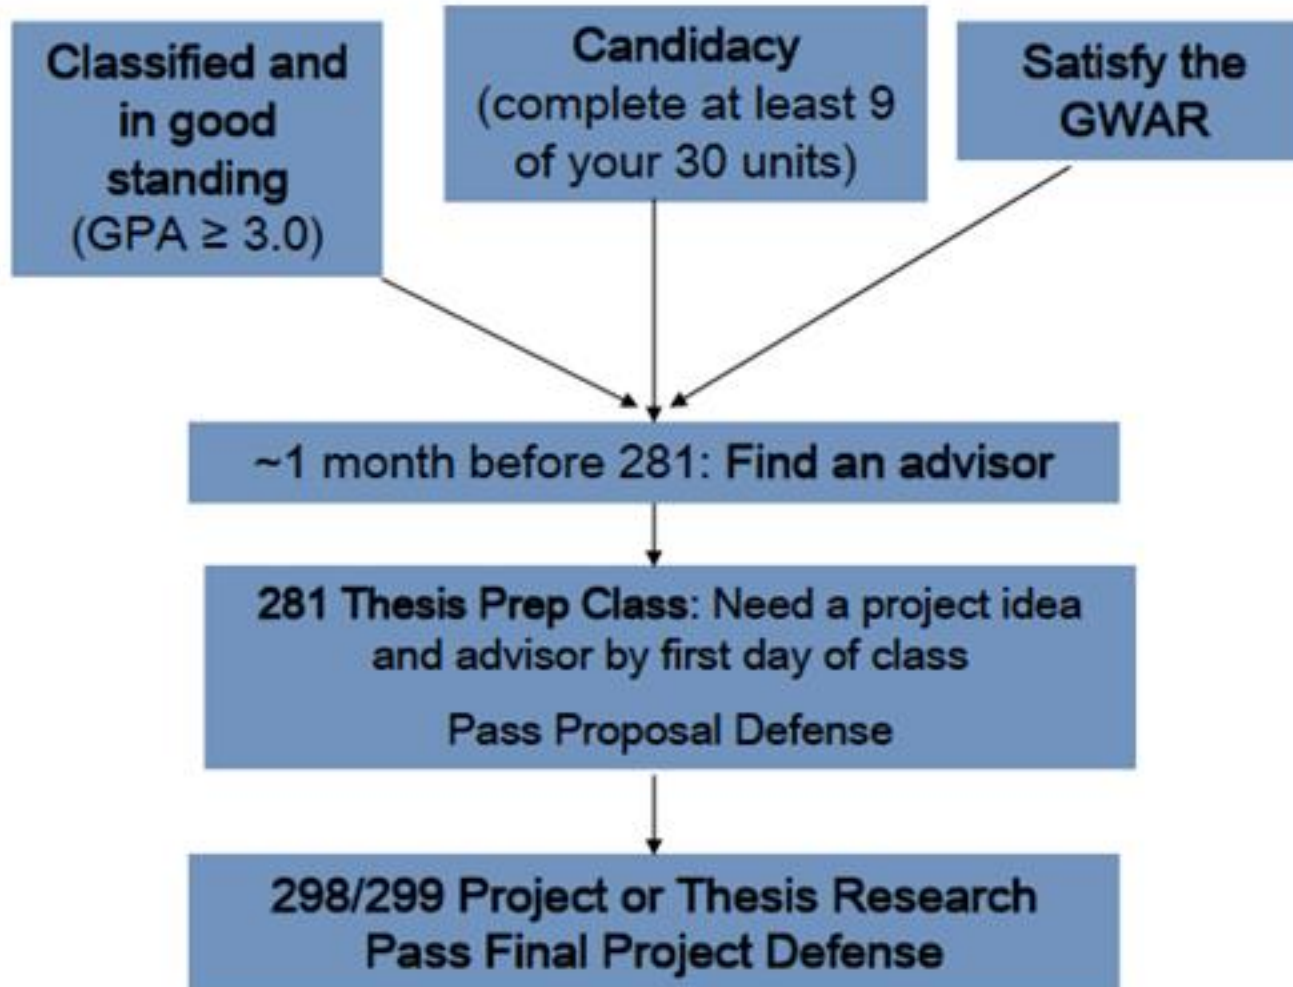 Classified and
in good
standing
(GPA ≥ 3.0)
Candidacy
(complete at least 9
of your 30 units)
Satisfy the
GWAR
~1 month before 281: Find an advisor
281 Thesis Prep Class: Need a project idea
and advisor by first day of class
Pass Proposal Defense
298/299 Project or Thesis Research
Pass Final Project Defense